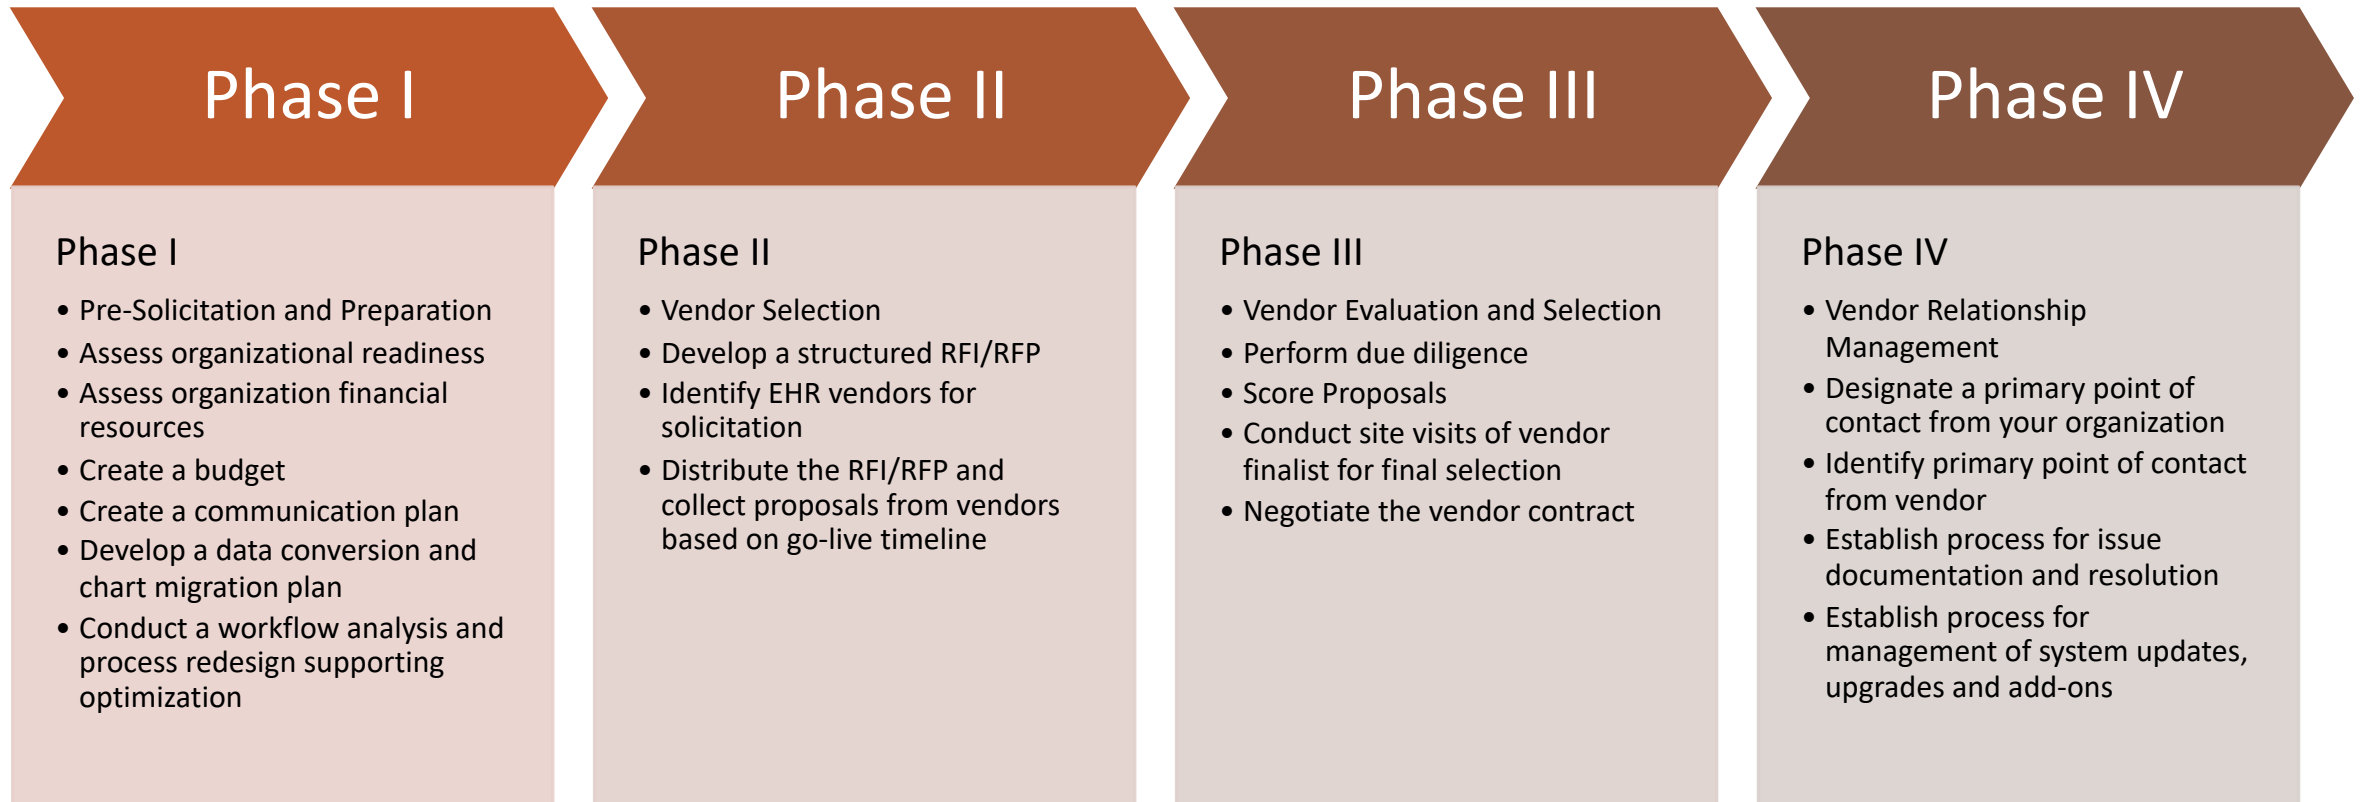 Phase I
Phase II
Phase III
Phase IV
Phase I
• Pre-Solicitation and Preparation
• Assess organizational readiness
• Assess organization financial
resources
• Create a budget
• Create a communication plan
• Develop a data conversion and
chart migration plan
• Conduct a workflow analysis and
process redesign supporting
optimization
Phase II
• Vendor Selection
• Develop a structured RFI/RFP
• Identify EHR vendors for
solicitation
• Distribute the RFI/RFP and
collect proposals from vendors
based on go-live timeline
Phase III
• Vendor Evaluation and Selection
• Perform due diligence
• Score Proposals
• Conduct site visits of vendor
finalist for final selection
• Negotiate the vendor contract
Phase IV
• Vendor Relationship
Management
• Designate a primary point of
contact from your organization
• Identify primary point of contact
from vendor
• Establish process for issue
documentation and resolution
• Establish process for
management of system updates,
upgrades and add-ons